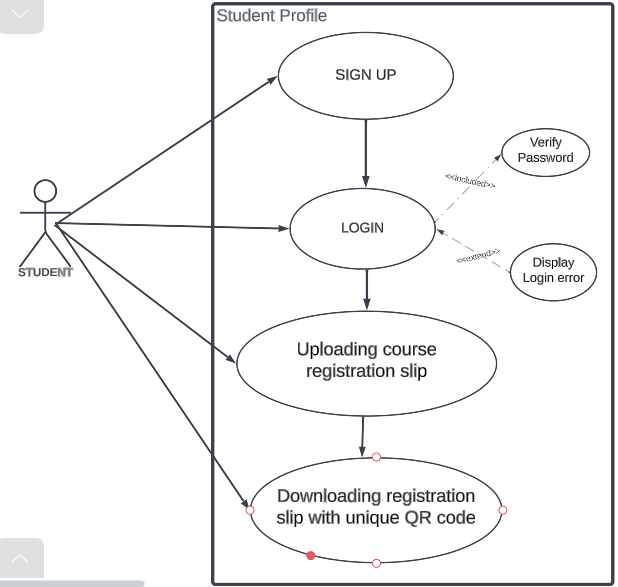 Student Profile
SIGN UP
Verify
Password
<<included>>
LOGIN
<<extend>>
Display
Login error
STUDENT
Uploading course
registration slip
Downloading registration
slip with unique QR code